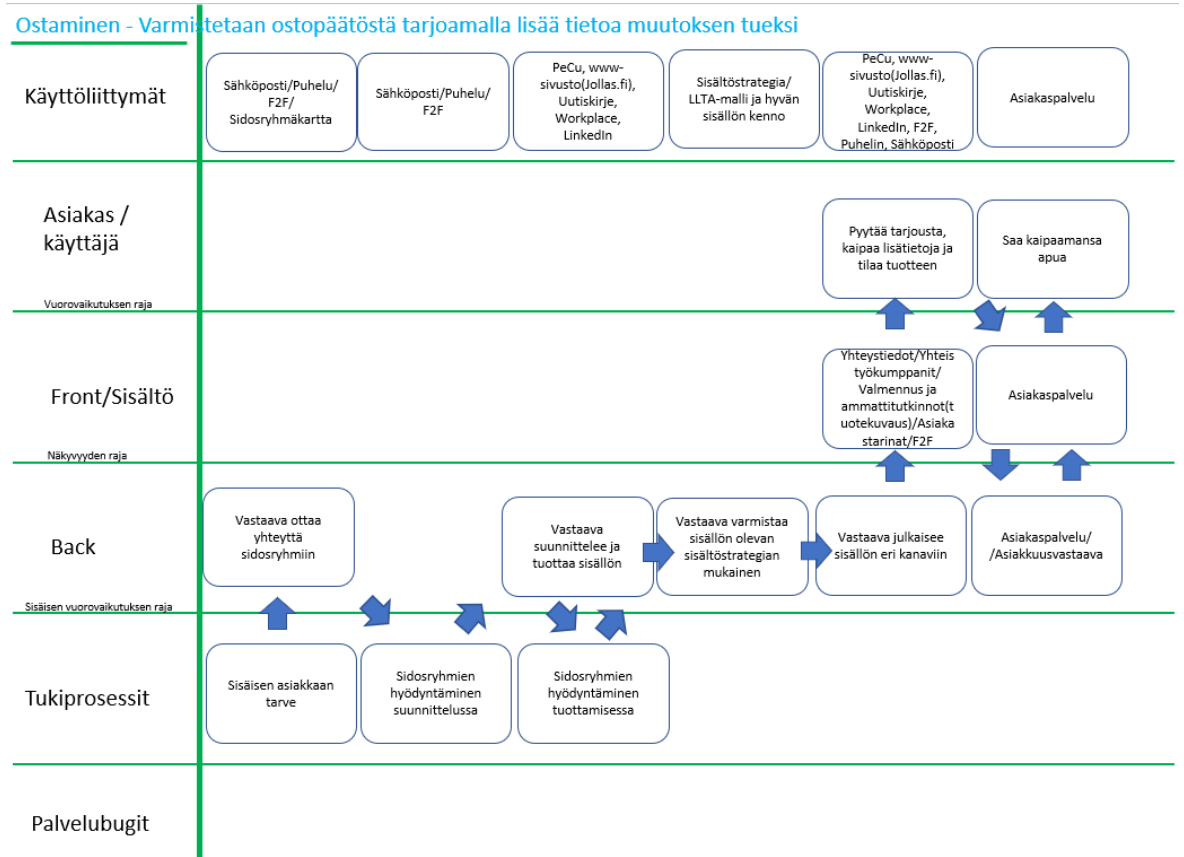 Ostaminen - Varmistetaan ostopäätöstä tarjoamalla lisää tietoa muutoksen tueksi
Käyttöliittymät
Sähköposti/Puhelu/
F2F/
Sidosryhmäkartta
Sähköposti/Puhelu/
F2F
PeCu, www-
sivusto(Jollas.fi),
Uutiskirje,
Workplace,
LinkedIn
Sisältöstrategia/
LLTA-malli ja hyvän
sisällön kenno
PeCu, www-
sivusto(Jollas.fi),
Uutiskirje,
Workplace,
LinkedIn, F2F,
Puhelin, Sähköposti
Asiakaspalvelu
Asiakas /
käyttäjä
Pyytää tarjousta,
kaipaa lisätietoja ja
tilaa tuotteen
Saa kaipaamansa
apua
Vuorovaikutuksen raja
Front/Sisältö
Yhteystiedot/Yhteis
työkumppanit/
Valmennus ja
ammattitutkinnot(t
uotekuvaus)/Asiaka
starinat/F2F
Asiakaspalvelu
Näkyvyyden raja
Back
Vastaava ottaa
yhteyttä
sidosryhmiin
Vastaava
suunnittelee ja
tuottaa sisällön
Vastaava varmistaa
sisällön olevan
sisältöstrategian
mukainen
Vastaava julkaisee
sisällön eri kanaviin
Asiakaspalvelu/
/Asiakkuusvastaava
Sisäisen vuorovaikutuksen raja
Tukiprosessit
Sisäisen asiakkaan
tarve
Sidosryhmien
hyödyntäminen
suunnittelussa
Sidosryhmien
hyödyntäminen
tuottamisessa
Palvelubugit